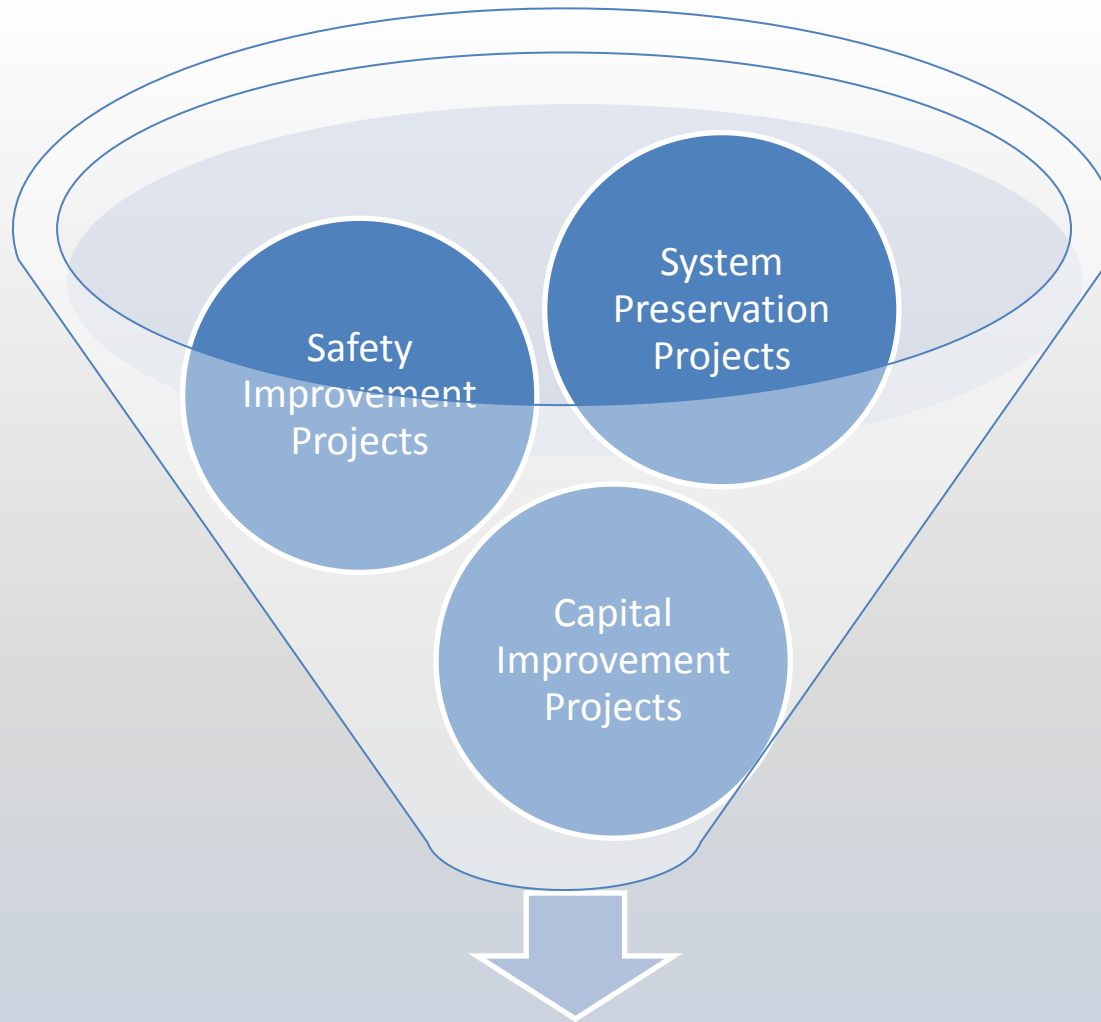 System
Preservation
Projects
Safety
Improvement
Projects
Capital
Improvement
Projects